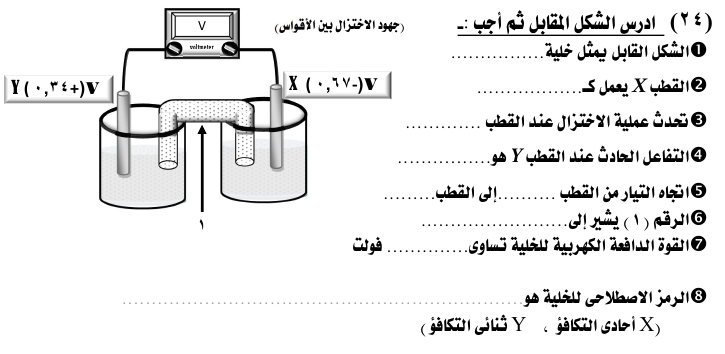 (٢٤) ادرس الشكل المقابل ثم أجب :ـ
(جهود الاختزال بين الأقواس)
V
voltmeter
❶الشكل القابل يمثل خلية................
Y (٠,٣٤+)v
X (٠,٦٧-)v
❷القطب X يعمل كـ..................
❸تحدث عملية الاختزال عند القطب .............
❹التفاعل الحادث عند القطب Y هو................
❺اتجاه التيار من القطب ..........إلى القطب.........
١
❻الرقم (١) يشير إلى.........................
❼القوة الدافعة الكهربية للخلية تساوى.............. فولت
❽الرمز الاصطلاحى للخلية هو ......................................................................
(X أحادى التكافؤ ، Y ثنائى التكافؤ)